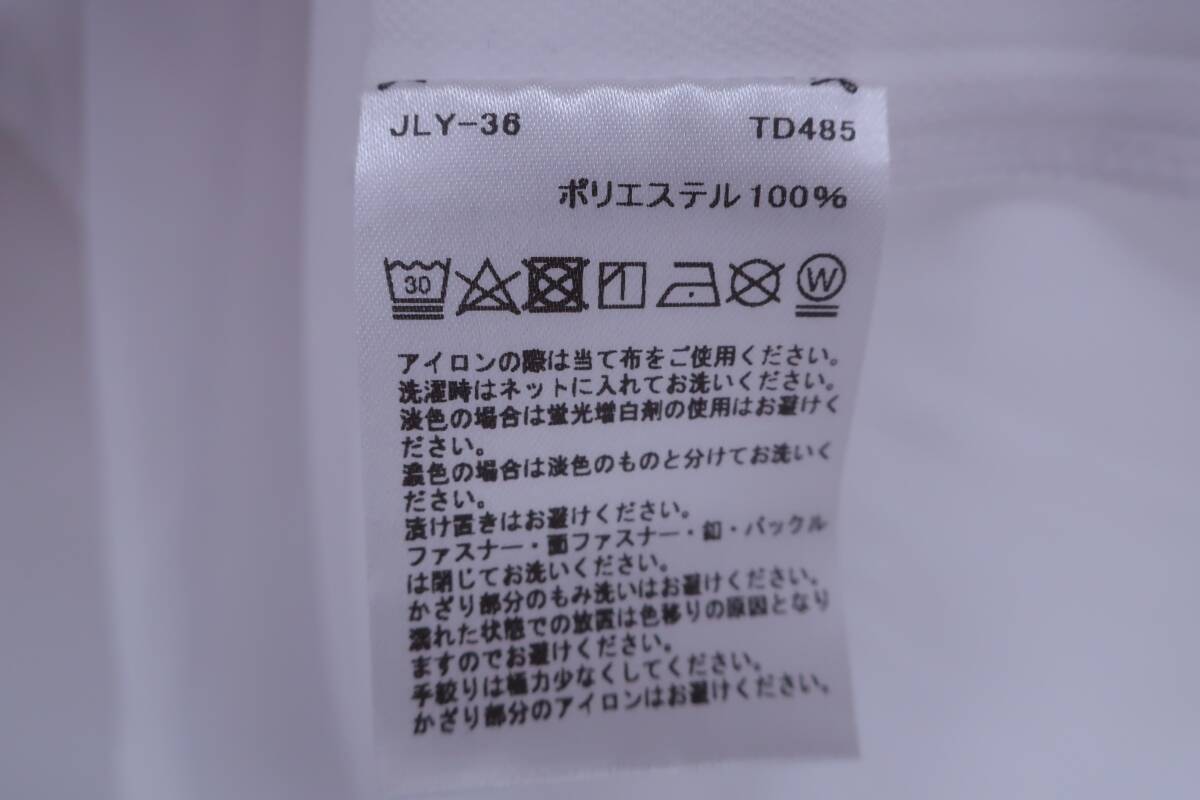 JLY-36 TD485
ポリエステル100%
30 W
アイロンの際は当て布をご使用ください。
洗濯時はネットに入れてお洗いください。
淡色の場合は蛍光増白剤の使用はお避けく
ださい。
濃色の場合は淡色のものと分けてお洗いく
ださい。
漬け置きはお避けください。
ファスナー・面ファスナー・釦・バックル
は閉じてお洗いください。
かざり部分のもみ洗いはお避けください。
濡れた状態での放置は色移りの原因となり
ますのでお避けください。
手絞りは極力少なくしてください。
かざり部分のアイロンはお避けください。